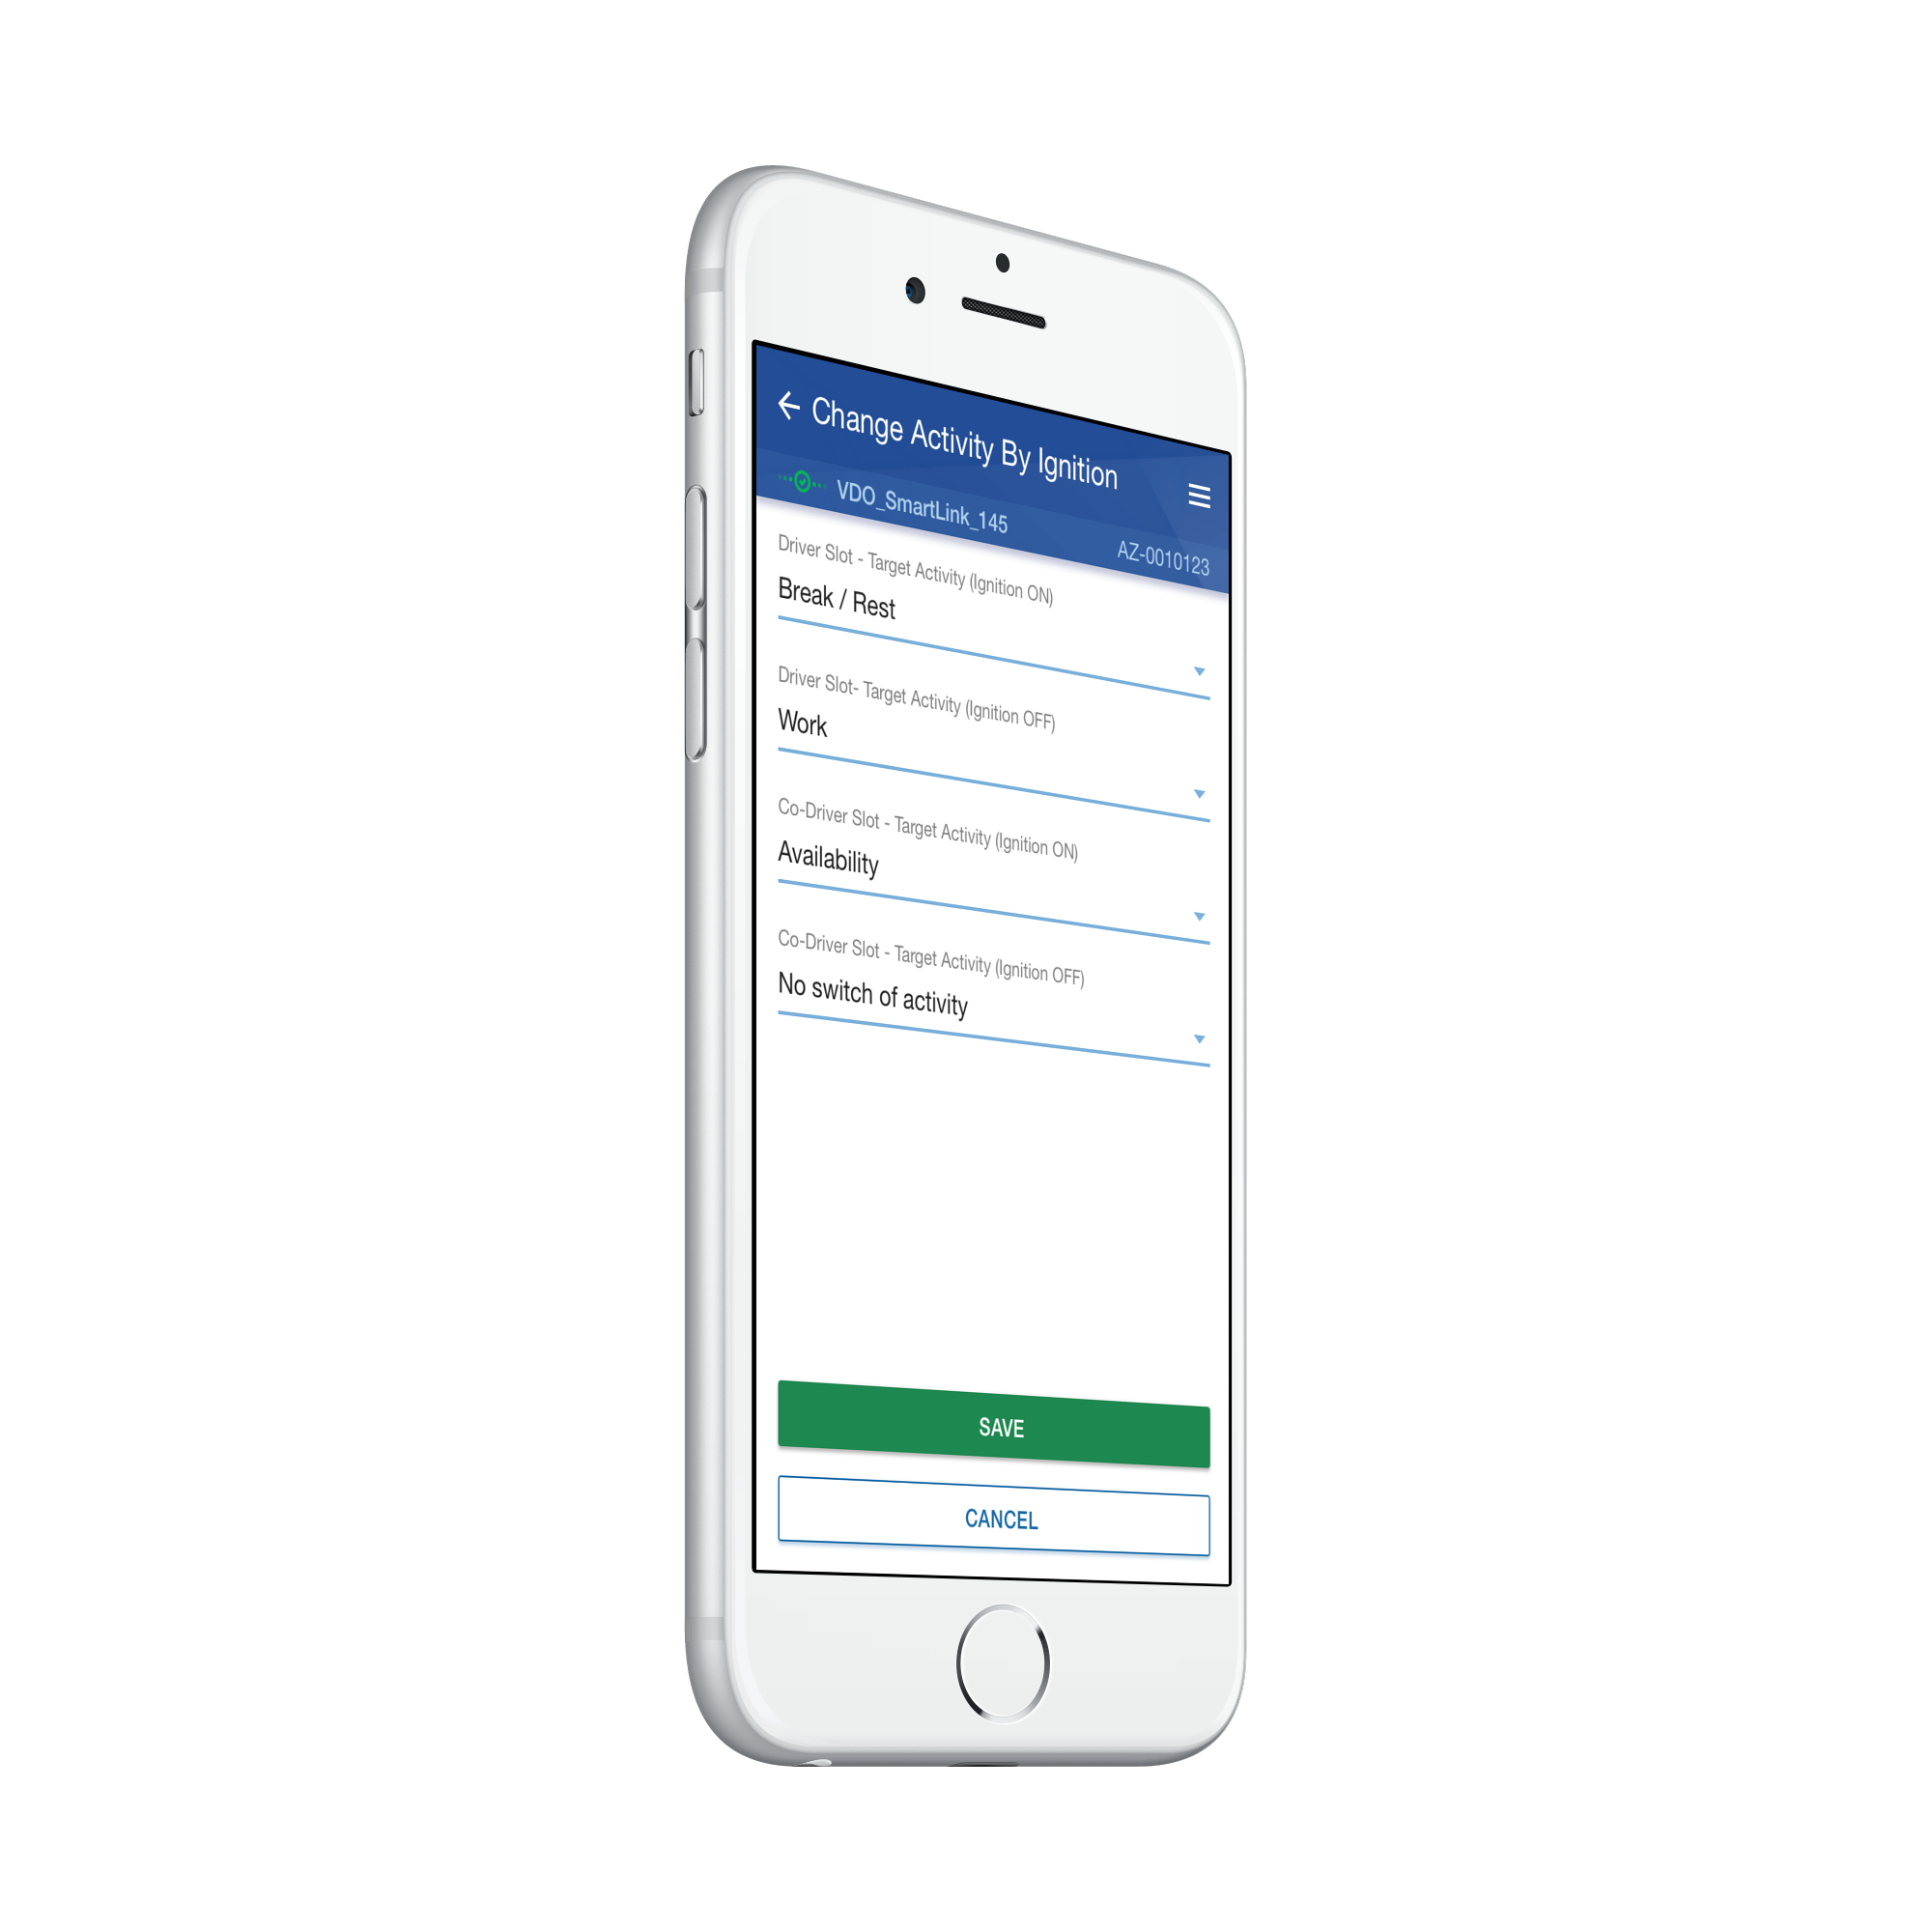 Change Activity By Ignition
VDO_SmartLink_145
AZ-0010123
Driver Slot - Target Activity (Ignition ON)
Break / Rest
Driver Slot- Target Activity (Ignition OFF)
Work
Co-Driver Slot - Target Activity (Ignition ON)
Availability
Co-Driver Slot - Target Activity (Ignition OFF)
No switch of activity
SAVE
CANCEL